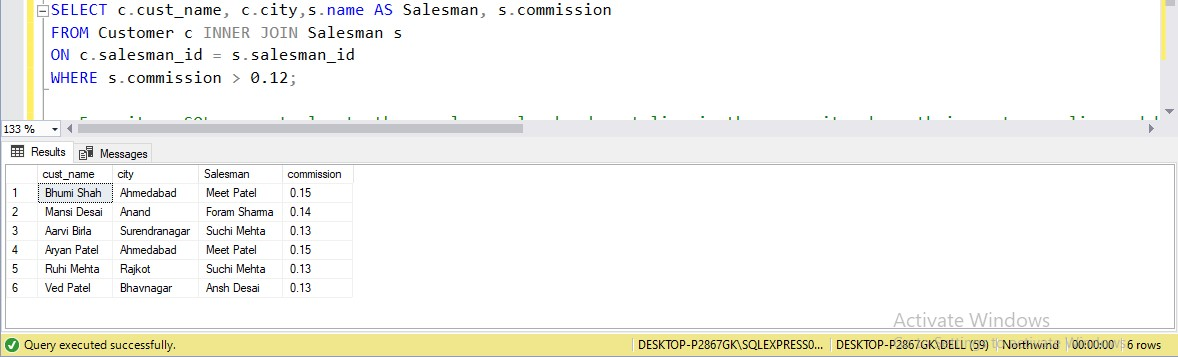 SELECT c.cust_name, c.city,s.name AS Salesman, s.commission
FROM Customer c INNER JOIN Salesman s
ON c.salesman_id = s.salesman_id
WHERE s.commission > 0.12;
133 %
Results Messages
cust_name city Salesman commission
1 Bhumi Shah Ahmedabad Meet Patel 0.15
2 Mansi Desai Anand Foram Sharma 0.14
3 Aarvi Birla Surendranagar Suchi Mehta 0.13
4 Aryan Patel Ahmedabad Meet Patel 0.15
5 Ruhi Mehta Rajkot Suchi Mehta 0.13
6 Ved Patel Bhavnagar Ansh Desai 0.13
Activate Windows
Query executed successfully. DESKTOP-P2867GK\SQLEXPRESS0... DESKTOP-P2867GK\DELL (59) Northwind 00:00:00 6 rows